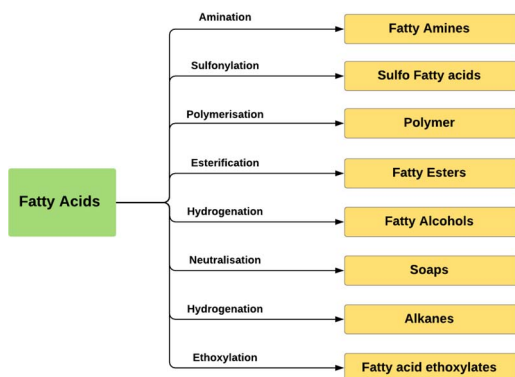 Amination
Fatty Amines
Sulfonylation
Sulfo Fatty acids
Polymerisation
Polymer
Esterification
Fatty Esters
Fatty Acids
Hydrogenation
Fatty Alcohols
Neutralisation
Soaps
Hydrogenation
Alkanes
Ethoxylation
Fatty acid ethoxylates